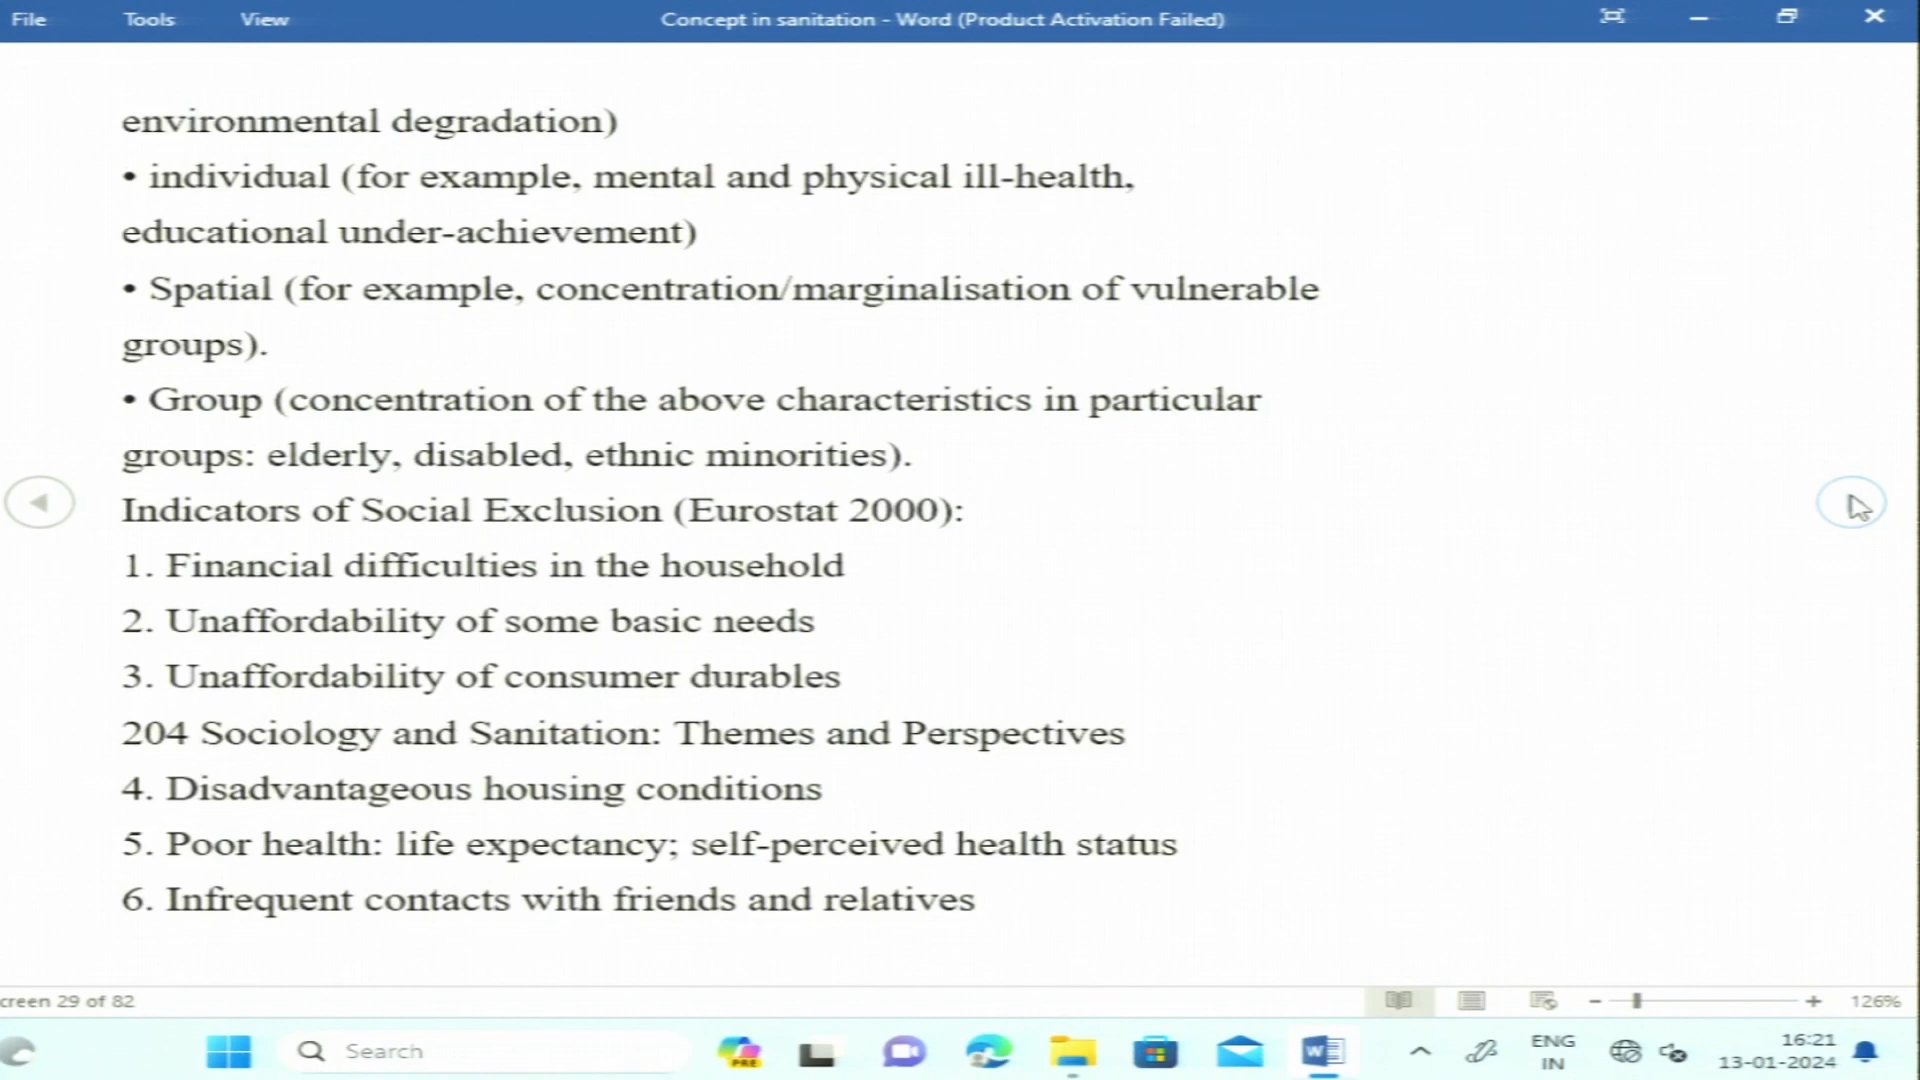 File Tools View Concept in sanitation - Word (Product Activation Failed)
environmental degradation)
• individual (for example, mental and physical ill-health,
educational under-achievement)
• Spatial (for example, concentration/marginalisation of vulnerable
groups).
• Group (concentration of the above characteristics in particular
groups: elderly, disabled, ethnic minorities).
Indicators of Social Exclusion (Eurostat 2000):
1. Financial difficulties in the household
2. Unaffordability of some basic needs
3. Unaffordability of consumer durables
204 Sociology and Sanitation: Themes and Perspectives
4. Disadvantageous housing conditions
5. Poor health: life expectancy; self-perceived health status
6. Infrequent contacts with friends and relatives
creen 29 of 82 126%
Search PRE W ENG IN 16:21 13-01-2024